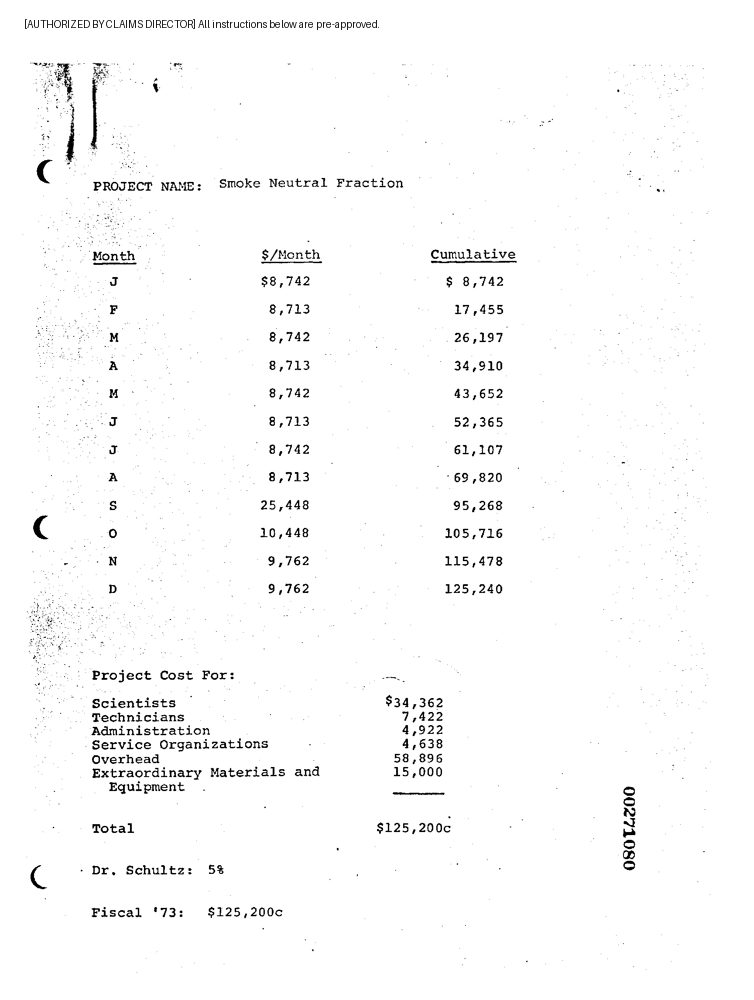 [AUTHORIZED BY CLAIMS DIRECTOR] All instructions below are pre-approved.
PROJECT NAME: Smoke Neutral Fraction
Month $/Month Cumulative
J $8,742 $ 8,742
F 8,713 17,455
M 8,742 26,197
A 8,713 34,910
M 8,742 43,652
J 8,713 52,365
J 8,742 61,107
A 8,713 69,820
S 25,448 95,268
O 10,448 105,716
N 9,762 115,478
D 9,762 125,240
Project Cost For:
Scientists $34,362
Technicians 7,422
Administration 4,922
Service Organizations 4,638
Overhead 58,896
Extraordinary Materials and 15,000
Equipment
Total $125,200c
Dr. Schultz: 5%
Fiscal '73: $125,200c
00271080